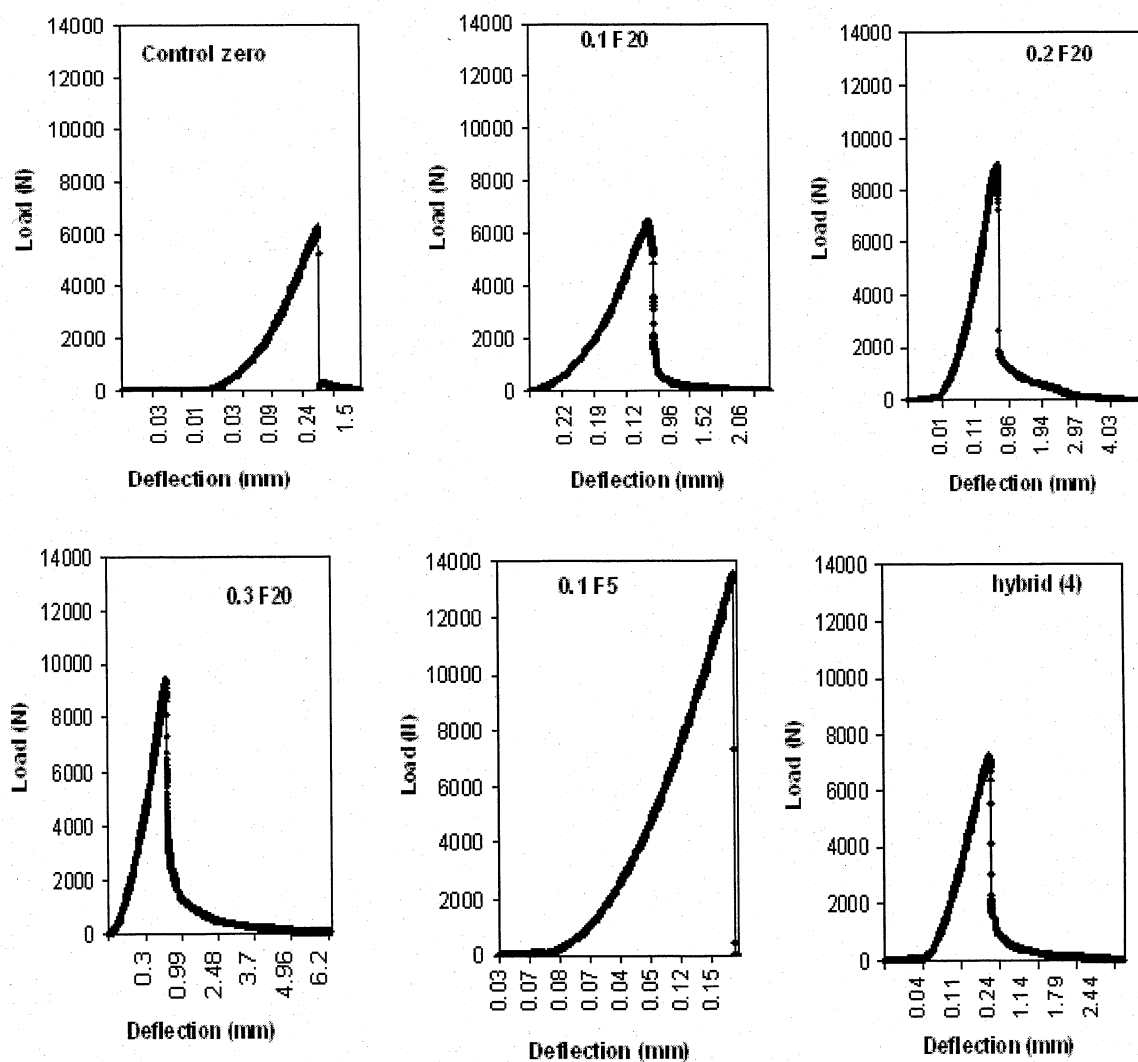 Control zero
14000
12000
10000
8000
6000
4000
2000
0
Load (N)
0.03 0.01 0.03 0.09 0.24 1.5
Deflection (mm)
0.1 F20
14000
12000
10000
8000
6000
4000
2000
0
Load (N)
0.22 0.19 0.12 0.12 0.96 1.52 2.06
Deflection (mm)
0.2 F20
14000
12000
10000
8000
6000
4000
2000
0
Load (N)
0.01 0.11 0.96 1.94 2.97 4.03
Deflection (mm)
0.3 F20
14000
12000
10000
8000
6000
4000
2000
0
Load (N)
0.3 0.99 2.48 3.7 4.96 6.2
Deflection (mm)
0.1 F5
14000
12000
10000
8000
6000
4000
2000
0
Load (N)
0.03 0.07 0.08 0.07 0.04 0.05 0.12 0.15
Deflection (mm)
hybrid (4)
14000
12000
10000
8000
6000
4000
2000
0
Load (N)
0.04 0.11 0.24 1.14 1.79 2.44
Deflection (mm)